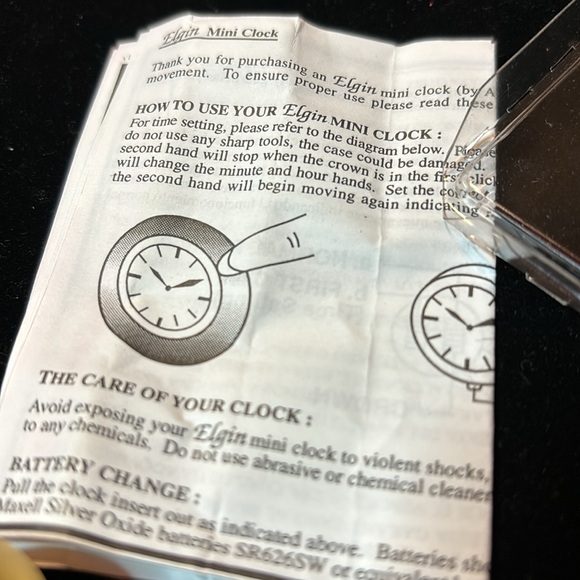 Elgin Mini Clock
Thank you for purchasing an Elgin mini clock (by A
movement. To ensure proper use please read these
HOW TO USE YOUR Elgin MINI CLOCK :
For time setting, please refer to the diagram below. Please
do not use any sharp tools, the case could be damaged.
second hand will stop when the crown is in the first click
will change the minute and hour hands. Set the
the second hand will begin moving again indicating
THE CARE OF YOUR CLOCK :
Avoid exposing your Elgin mini clock to violent shocks,
to any chemicals. Do not use abrasive or chemical cleaner
BATTERY CHANGE :
Pull the clock insert out as indicated above. Batteries sh
Maxell Silver Oxide batteries SR626SW or